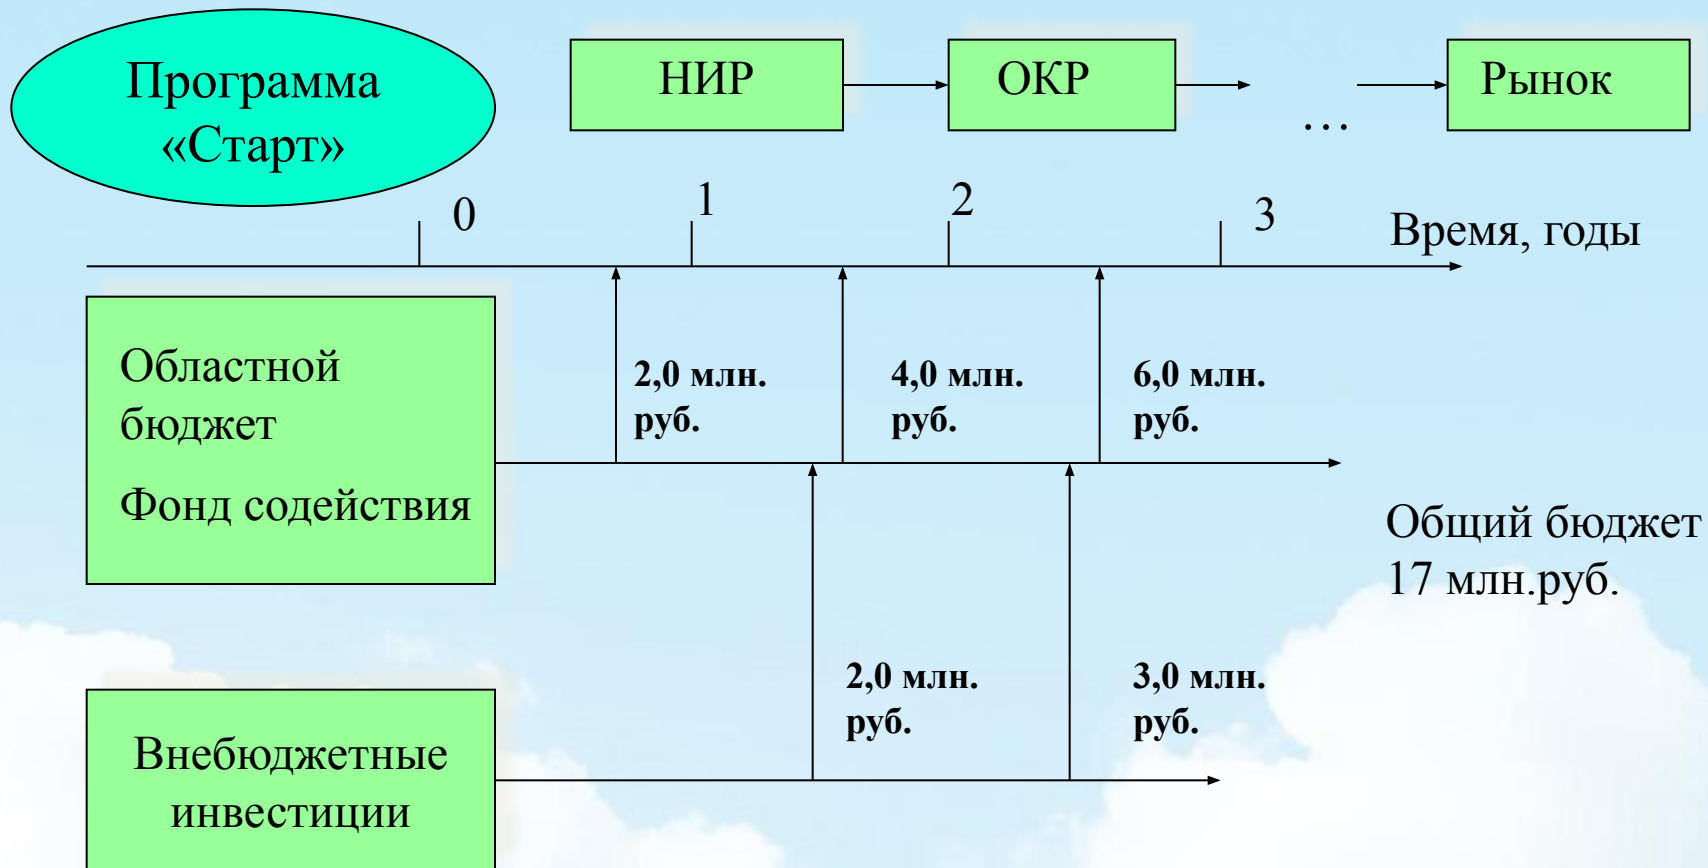 Программа
«Старт»
НИР
ОКР
…
Рынок
0
1
2
3
Время, годы
Областной
бюджет
Фонд содействия
2,0 млн.
руб.
4,0 млн.
руб.
6,0 млн.
руб.
Общий бюджет
17 млн.руб.
Внебюджетные
инвестиции
2,0 млн.
руб.
3,0 млн.
руб.